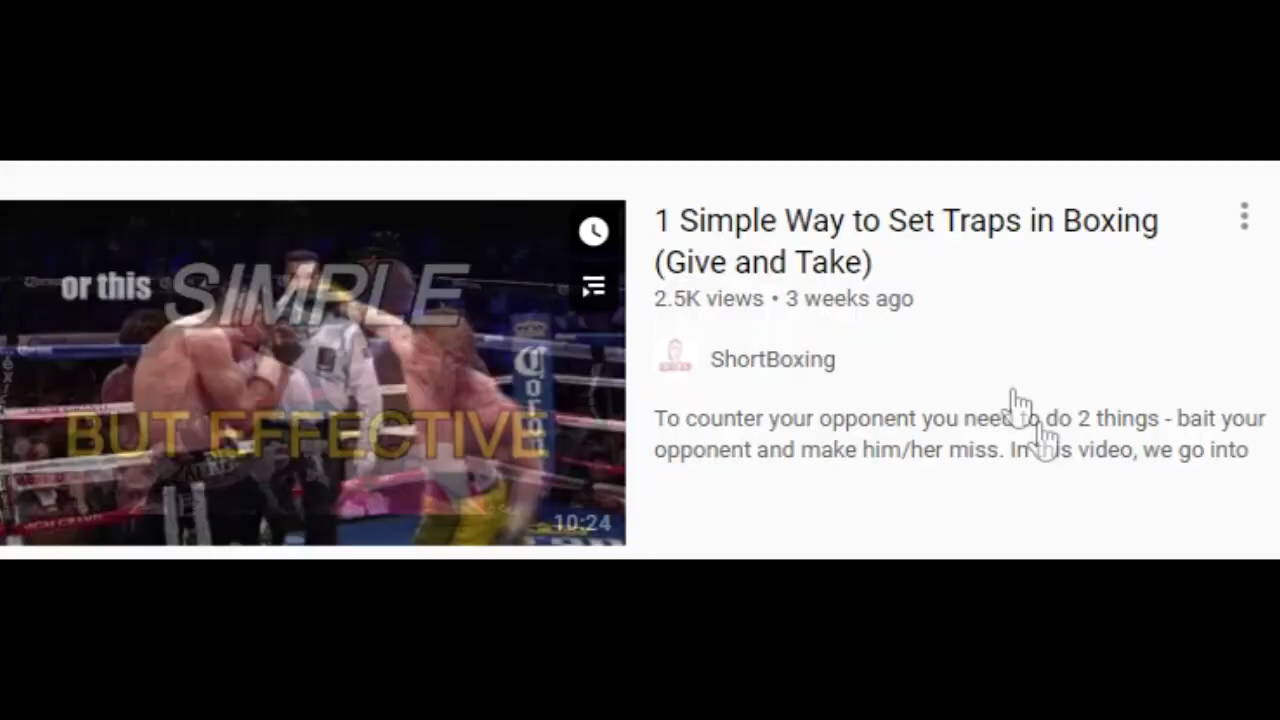 or this SIMPLE
BUT EFFECTIVE
10:24
1 Simple Way to Set Traps in Boxing
(Give and Take)
2.5K views • 3 weeks ago
ShortBoxing
To counter your opponent you need to do 2 things - bait your
opponent and make him/her miss. In this video, we go into